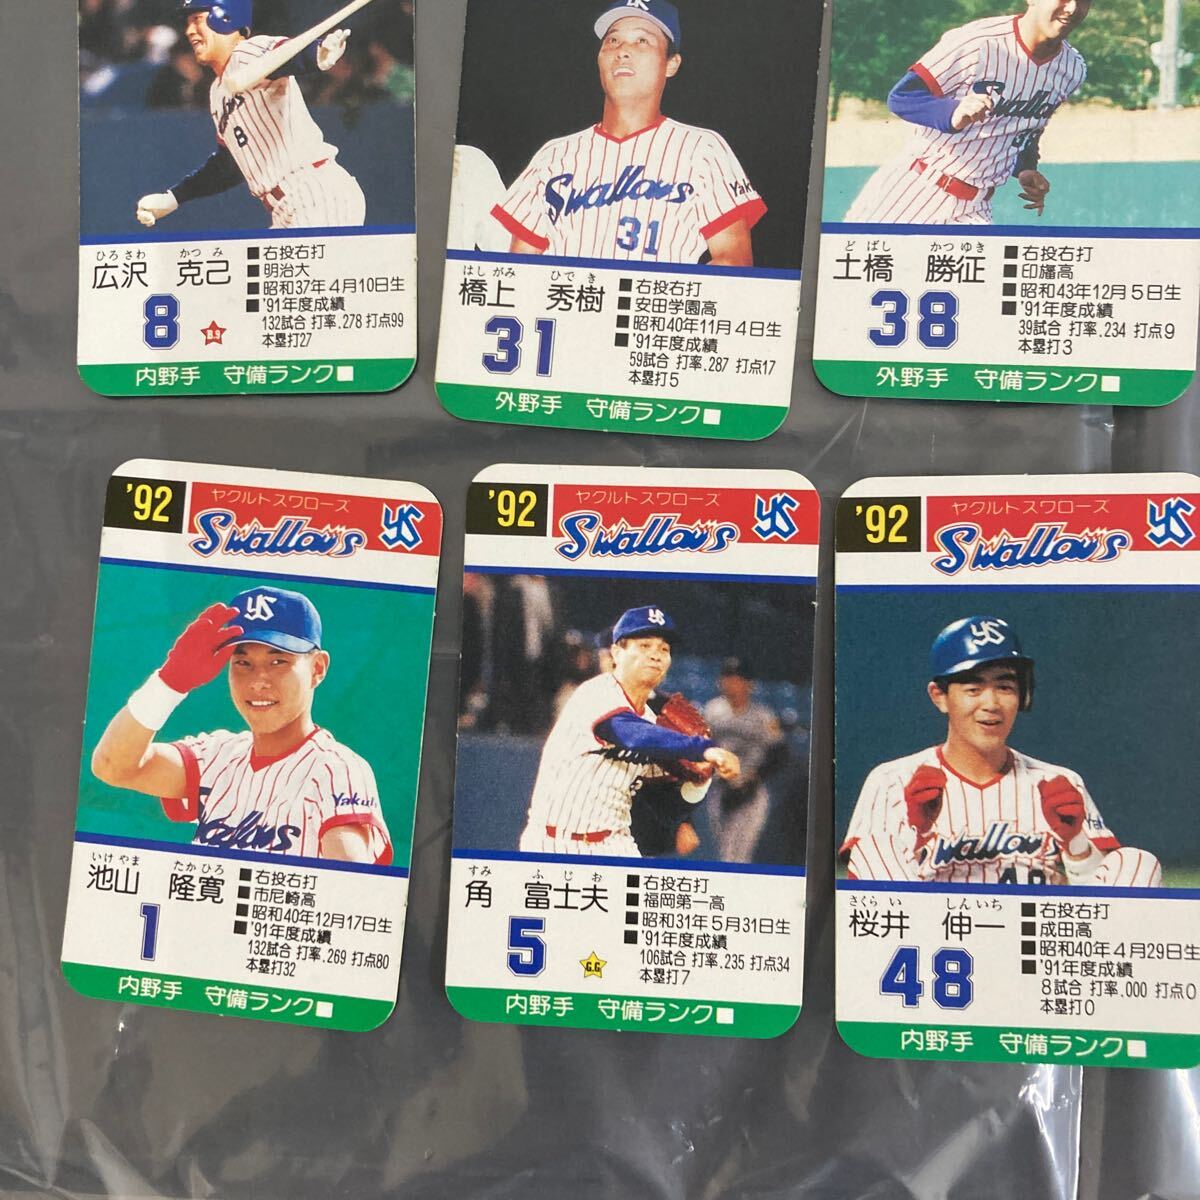 Swallows
8
ひろ さわ かつ み
広沢 克己
8
B.9
■右投右打
■明治大
■昭和37年4月10日生
■'91年度成績
132試合 打率.278 打点99
本塁打27
内野手 守備ランク■
YS
Swallows
Yaku
31
はし がみ ひで き
橋上 秀樹
31
■右投右打
■安田学園高
■昭和40年11月4日生
■'91年度成績
59試合 打率.287 打点17
本塁打5
外野手 守備ランク■
Swallows
ど ばし かつ ゆき
土橋 勝征
38
■右投右打
■印旛高
■昭和43年12月5日生
■'91年度成績
39試合 打率.234 打点9
本塁打3
外野手 守備ランク■
'92
ヤクルトスワローズ
Swallows
YS
YS
Yakul
いけ やま たか ひろ
池山 隆寛
1
■右投右打
■市尼崎高
■昭和40年12月17日生
■'91年度成績
132試合 打率.269 打点80
本塁打32
内野手 守備ランク■
'92
ヤクルトスワローズ
Swallows
YS
YS
すみ ふ じ お
角 富士夫
5
G.G
■右投右打
■福岡第一高
■昭和31年5月31日生
■'91年度成績
106試合 打率.235 打点34
本塁打7
内野手 守備ランク■
'92
ヤクルトスワローズ
Swallows
YS
YS
Swallows
48
さくら い しん いち
桜井 伸一
48
■右投右打
■成田高
■昭和40年4月29日生
■'91年度成績
8試合 打率.000 打点0
本塁打0
内野手 守備ランク■